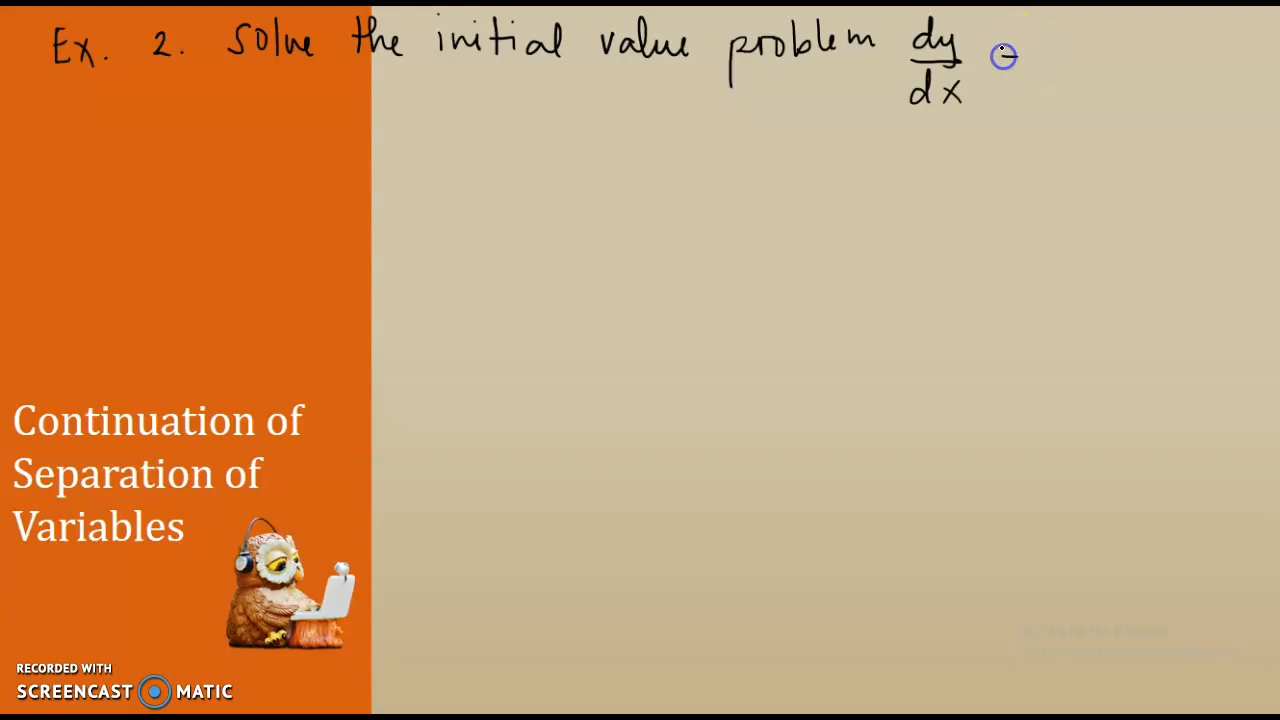 Ex. 2. Solve the initial value problem dy/dx
Continuation of
Separation of
Variables
RECORDED WITH
SCREENCAST MATIC